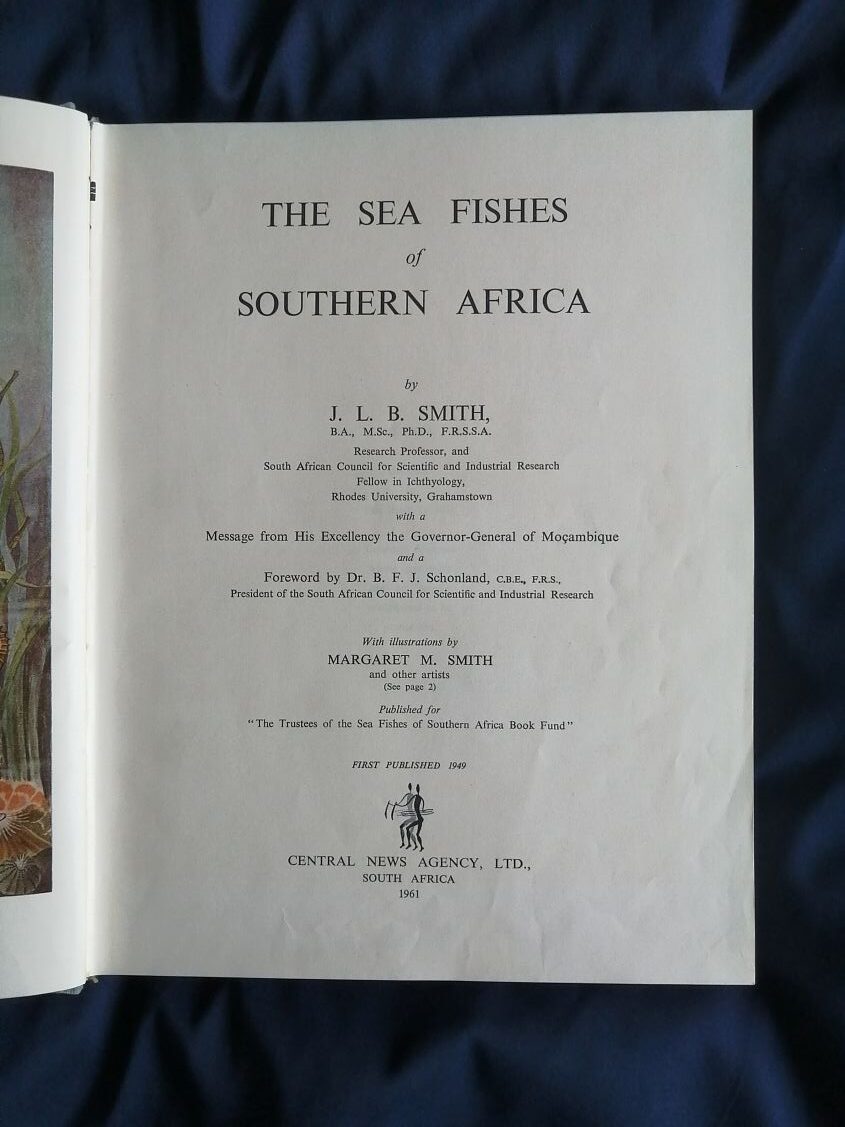 THE SEA FISHES
of
SOUTHERN AFRICA
by
J. L. B. SMITH,
B.A., M.Sc., Ph.D., F.R.S.S.A.
Research Professor, and
South African Council for Scientific and Industrial Research
Fellow in Ichthyology,
Rhodes University, Grahamstown
with a
Message from His Excellency the Governor-General of Moçambique
and a
Foreword by Dr. B. F. J. Schonland, C.B.E., F.R.S.,
President of the South African Council for Scientific and Industrial Research
With illustrations by
MARGARET M. SMITH
and other artists
(See page 2)
Published for
“The Trustees of the Sea Fishes of Southern Africa Book Fund”
FIRST PUBLISHED 1949
CENTRAL NEWS AGENCY, LTD.,
SOUTH AFRICA
1961